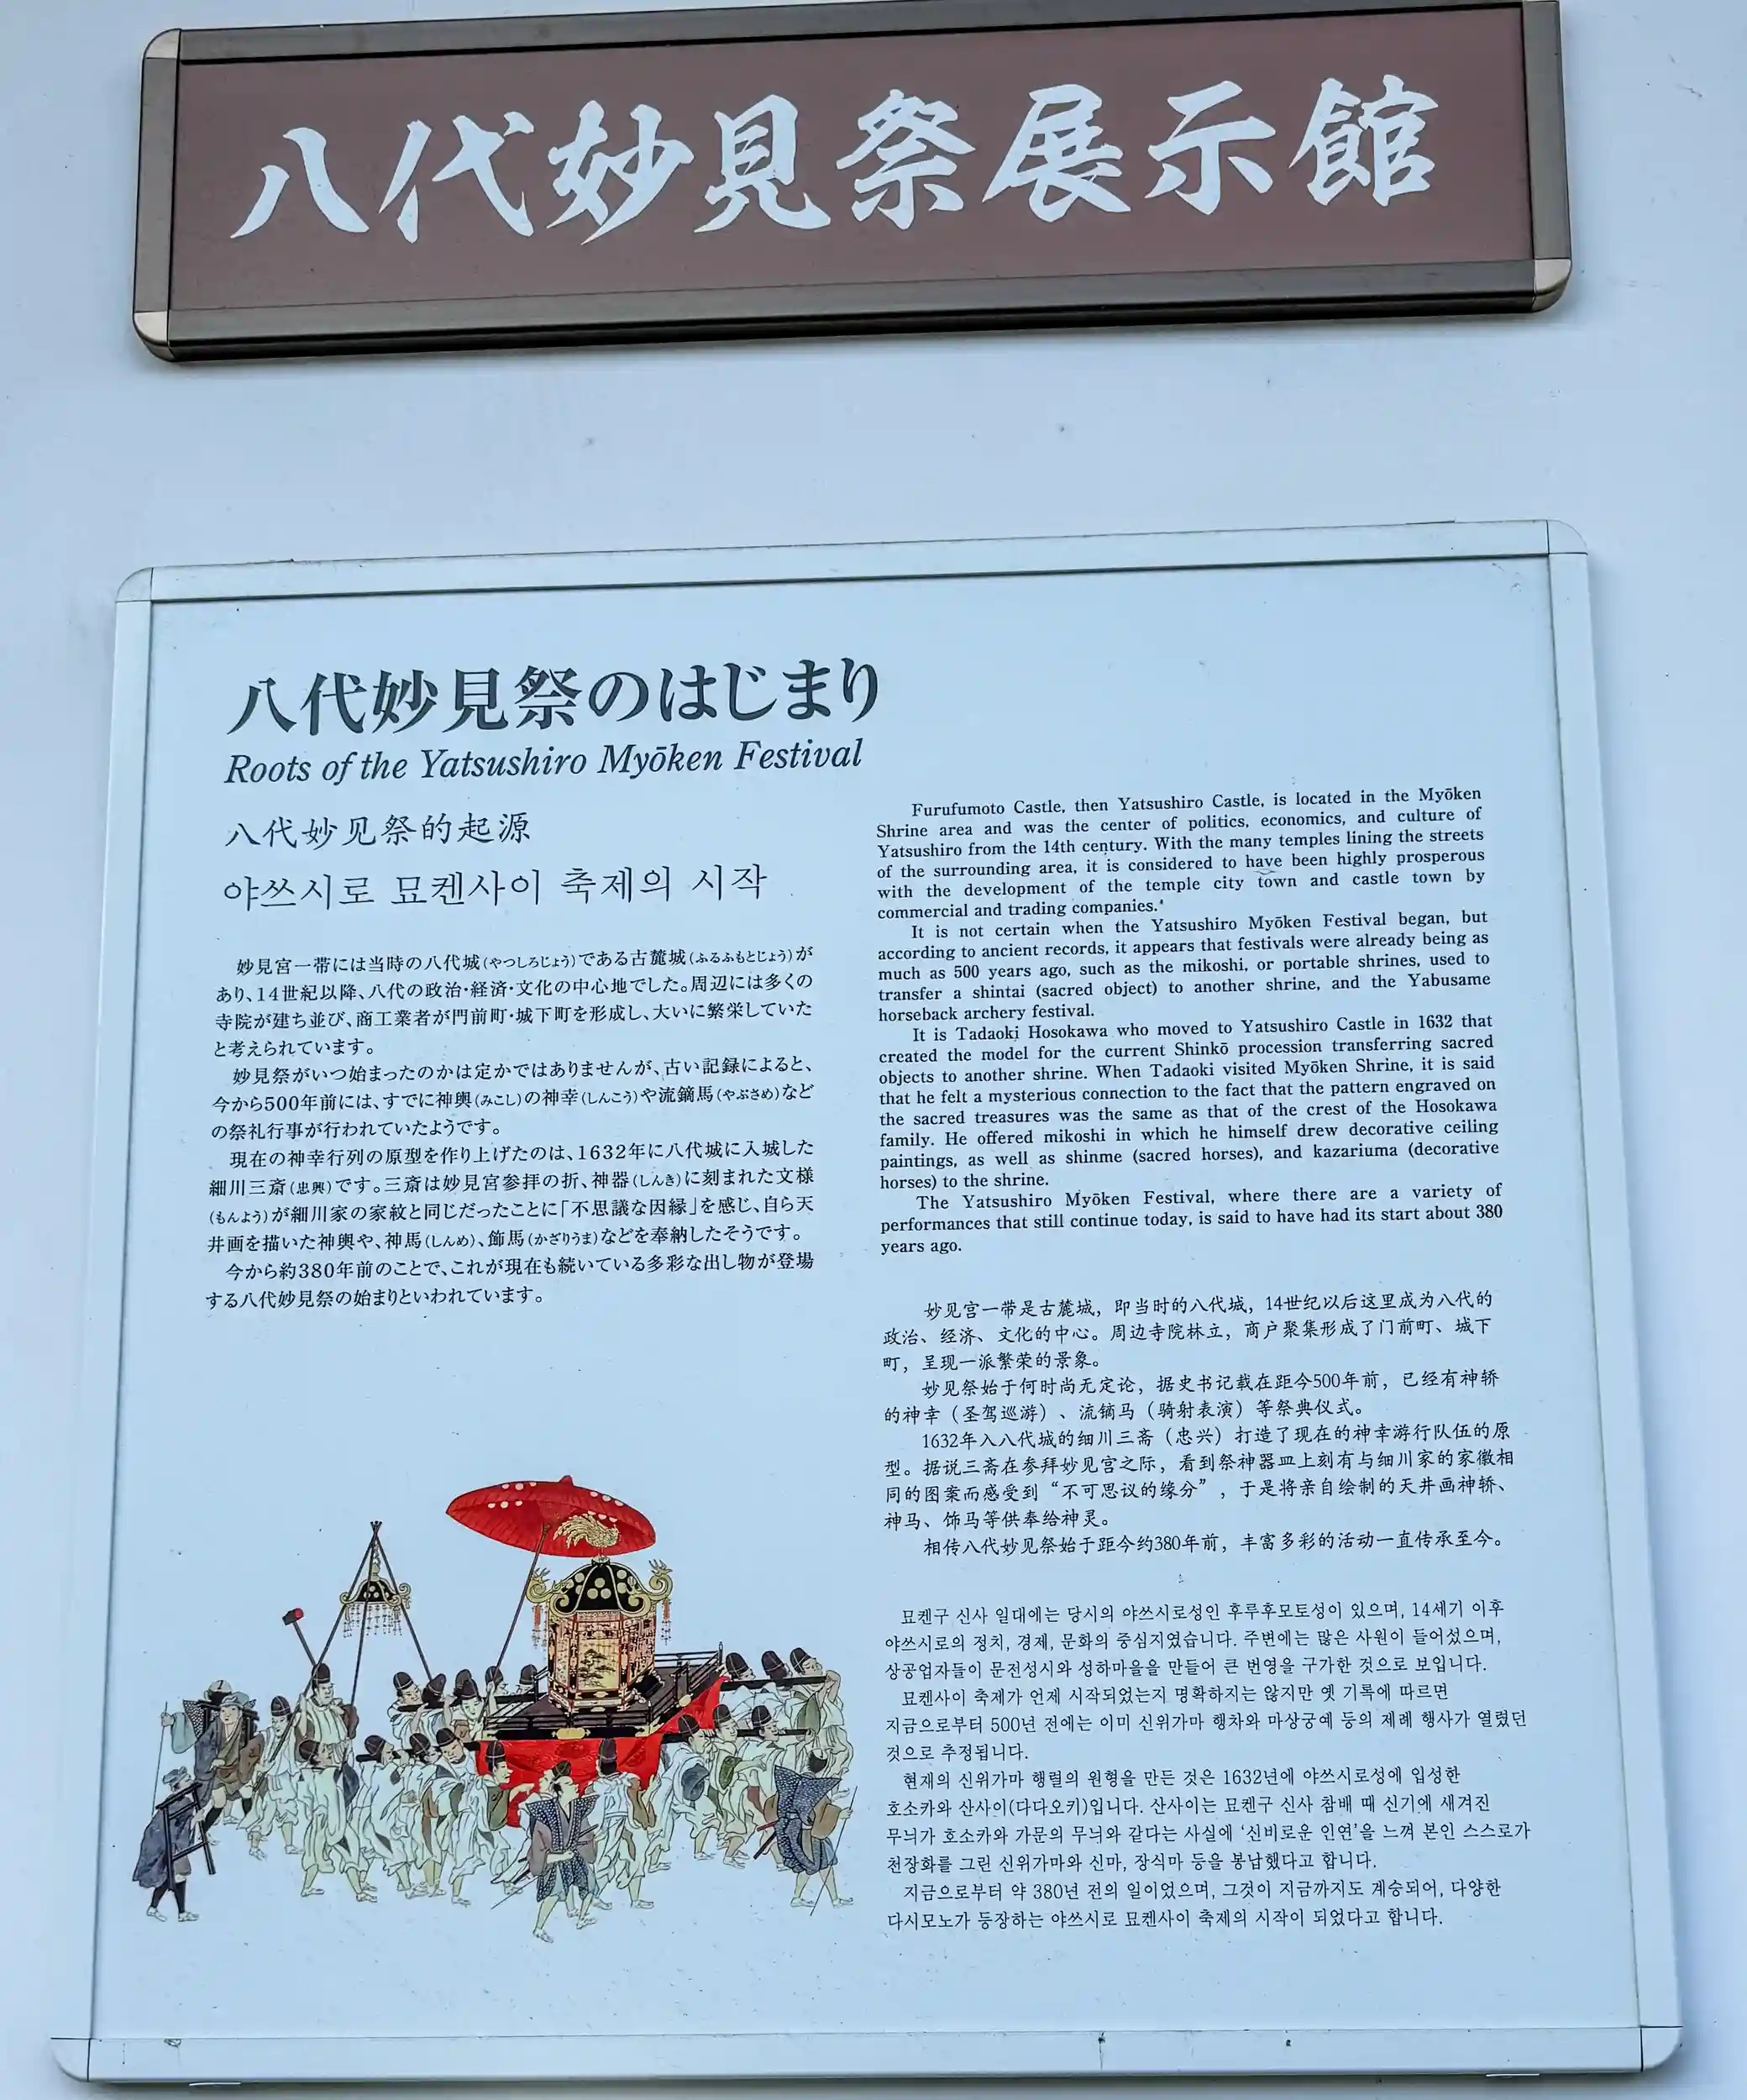 八代妙見祭展示館
八代妙見祭のはじまり
Roots of the Yatsushiro Myōken Festival
八代妙见祭的起源
야쓰시로 묘켄사이 축제의 시작
妙見宮一帯には当時の八代城(やつしろじょう)である古麓城(ふるふもとじょう)が
あり、14世紀以降、八代の政治・経済・文化の中心地でした。周辺には多くの
寺院が建ち並び、商工業者が門前町・城下町を形成し、大いに繁栄していた
と考えられています。
妙見祭がいつ始まったのかは定かではありませんが、古い記録によると、
今から500年前には、すでに神輿(みこし)の神幸(しんこう)や流鏑馬(やぶさめ)など
の祭礼行事が行われていたようです。
現在の神幸行列の原型を作り上げたのは、1632年に八代城に入城した
細川三斎(忠興)です。三斎は妙見宮参拝の折、神器(しんき)に刻まれた文様
(もんよう)が細川家の家紋と同じだったことに「不思議な因縁」を感じ、自ら天
井画を描いた神輿や、神馬(しんめ)、飾馬(かざりうま)などを奉納したそうです。
今から約380年前のことで、これが現在も続いている多彩な出し物が登場
する八代妙見祭の始まりといわれています。
Furufumoto Castle, then Yatsushiro Castle, is located in the Myōken
Shrine area and was the center of politics, economics, and culture of
Yatsushiro from the 14th century. With the many temples lining the streets
of the surrounding area, it is considered to have been highly prosperous
with the development of the temple city town and castle town by
commercial and trading companies.
It is not certain when the Yatsushiro Myōken Festival began, but
according to ancient records, it appears that festivals were already being as
much as 500 years ago, such as the mikoshi, or portable shrines, used to
transfer a shintai (sacred object) to another shrine, and the Yabusame
horseback archery festival.
It is Tadaoki Hosokawa who moved to Yatsushiro Castle in 1632 that
created the model for the current Shinkō procession transferring sacred
objects to another shrine. When Tadaoki visited Myōken Shrine, it is said
that he felt a mysterious connection to the fact that the pattern engraved on
the sacred treasures was the same as that of the crest of the Hosokawa
family. He offered mikoshi in which he himself drew decorative ceiling
paintings, as well as shinme (sacred horses), and kazariuma (decorative
horses) to the shrine.
The Yatsushiro Myōken Festival, where there are a variety of
performances that still continue today, is said to have had its start about 380
years ago.
妙见宫一带是古麓城，即当时的八代城，14世纪以后这里成为八代的
政治、经济、文化的中心。周边寺院林立，商户聚集形成了门前町、城下
町，呈现一派繁荣的景象。
妙见祭始于何时尚无定论，据史书记载在距今500年前，已经有神轿
的神幸（圣驾巡游）、流镝马（骑射表演）等祭典仪式。
1632年入八代城的细川三斋（忠兴）打造了现在的神幸游行队伍的原
型。据说三斋在参拜妙见宫之际，看到祭神器皿上刻有与细川家的家徽相
同的图案而感受到“不可思议的缘分”，于是将亲自绘制的天井画神轿、
神马、饰马等供奉给神灵。
相传八代妙见祭始于距今约380年前，丰富多彩的活动一直传承至今。
묘켄구 신사 일대에는 당시의 야쓰시로성인 후루후모토성이 있으며, 14세기 이후
야쓰시로의 정치, 경제, 문화의 중심지였습니다. 주변에는 많은 사원이 들어섰으며,
상공업자들이 문전성시와 성하마을을 만들어 큰 번영을 구가한 것으로 보입니다.
묘켄사이 축제가 언제 시작되었는지 명확하지는 않지만 옛 기록에 따르면
지금으로부터 500년 전에는 이미 신위가마 행차와 마상궁예 등의 제례 행사가 열렸던
것으로 추정됩니다.
현재의 신위가마 행렬의 원형을 만든 것은 1632년에 야쓰시로성에 입성한
호소카와 산사이(다다오키)입니다. 산사이는 묘켄구 신사 참배 때 신기에 새겨진
무늬가 호소카와 가문의 무늬와 같다는 사실에 ‘신비로운 인연’을 느껴 본인 스스로가
천장화를 그린 신위가마와 신마, 장식마 등을 봉납했다고 합니다.
지금으로부터 약 380년 전의 일이었으며, 그것이 지금까지도 계승되어, 다양한
다시모노가 등장하는 야쓰시로 묘켄사이 축제의 시작이 되었다고 합니다.